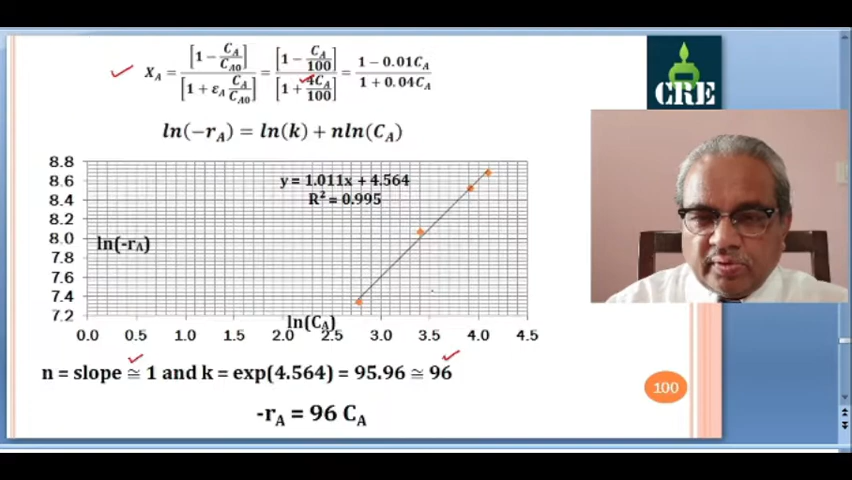 X_A = [1 − C_A/C_A0] / [1 + ε_A C_A/C_A0] = [1 − C_A/100] / [1 + 4C_A/100] = (1 − 0.01C_A) / (1 + 0.04C_A)
CRE
ln(−r_A) = ln(k) + nln(C_A)
8.8
8.6
8.4
8.2
8.0
7.8
7.6
7.4
7.2
y = 1.011x + 4.564
R² = 0.995
ln(-r_A)
ln(C_A)
0.0 0.5 1.0 1.5 2.0 2.5 3.0 3.5 4.0 4.5
n = slope ≅ 1 and k = exp(4.564) = 95.96 ≅ 96
100
-r_A = 96 C_A